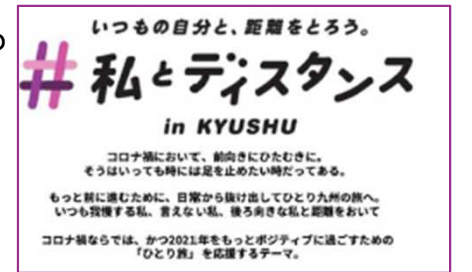 いつもの自分と、距離をとろう。
#私とディスタンス
in KYUSHU
コロナ禍において、前向きにひたむきに。
そうはいっても時には足を止めたい時だってある。
もっと前に進むために、日常から抜け出してひとり九州の旅へ。
いつも我慢する私、言えない私、後ろ向きな私と距離をおいて
コロナ禍ならでは、かつ2021年をもっとポジティブに過ごすための
「ひとり旅」を応援するテーマ。